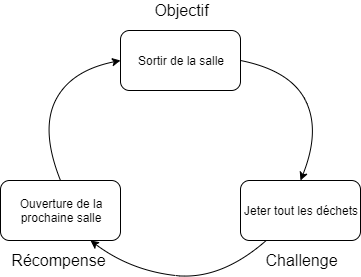 Objectif
Sortir de la salle
Ouverture de la
prochaine salle
Jeter tout les déchets
Récompense
Challenge